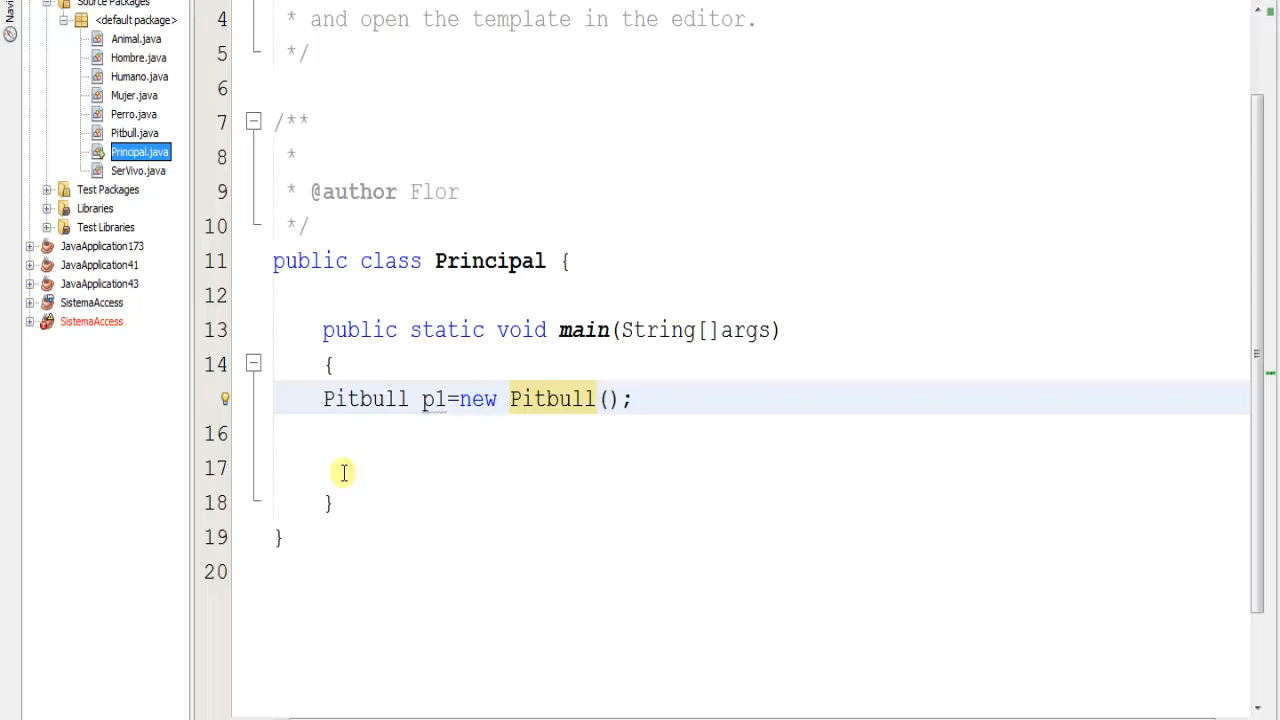 Navi
Source Packages
<default package>
Animal.java
Hombre.java
Humano.java
Mujer.java
Perro.java
Pitbull.java
Principal.java
SerVivo.java
Test Packages
Libraries
Test Libraries
JavaApplication173
JavaApplication41
JavaApplication43
SistemaAccess
SistemaAccess
4 * and open the template in the editor.
5 */
6
7 /**
8 *
9 * @author Flor
10 */
11 public class Principal {
12
13 public static void main(String[]args)
14 {
Pitbull p1=new Pitbull();
16
17
18 }
19 }
20